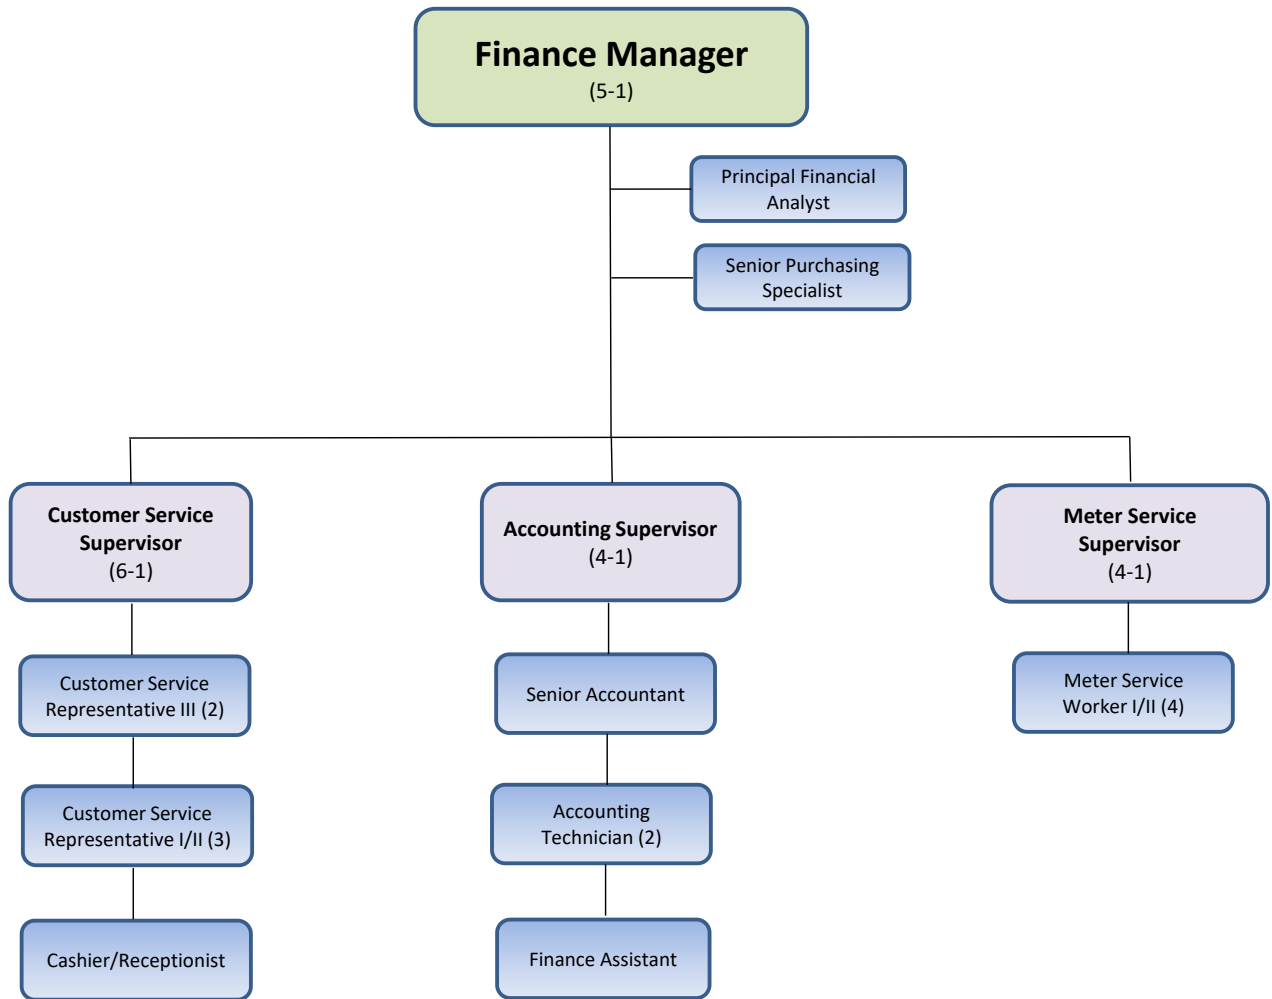 Finance Manager
(5-1)
Principal Financial
Analyst
Senior Purchasing
Specialist
Customer Service
Supervisor
(6-1)
Accounting Supervisor
(4-1)
Meter Service
Supervisor
(4-1)
Customer Service
Representative III (2)
Senior Accountant
Meter Service
Worker I/II (4)
Customer Service
Representative I/II (3)
Accounting
Technician (2)
Cashier/Receptionist
Finance Assistant